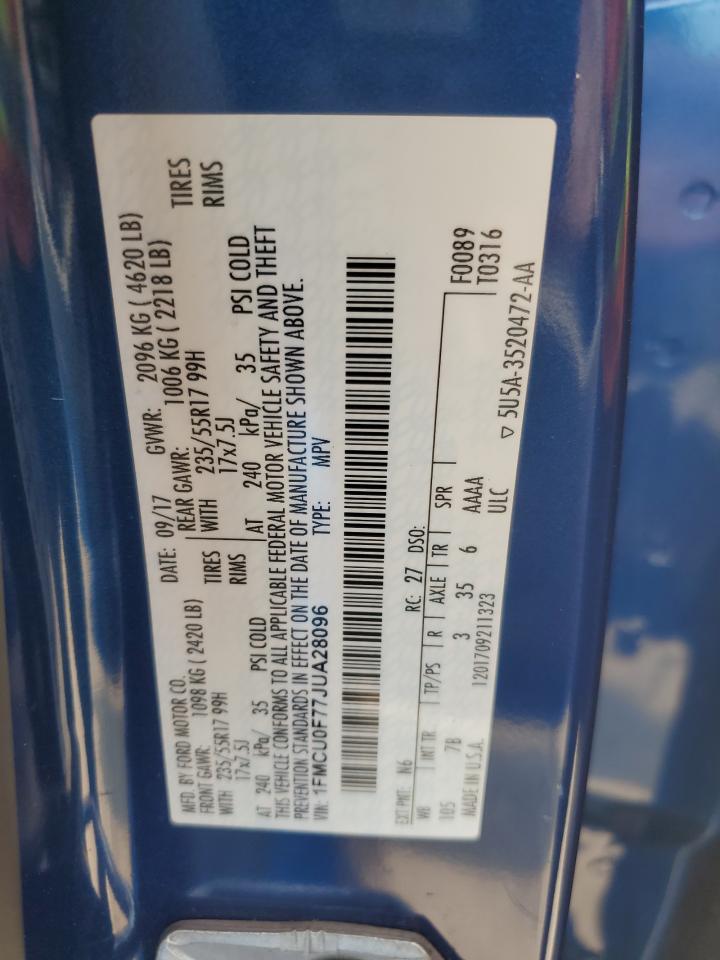 MFD. BY FORD MOTOR CO.
DATE: 09/17 GVWR: 2096 KG ( 4620 LB)
FRONT GAWR: 1098 KG ( 2420 LB) REAR GAWR: 1006 KG ( 2218 LB)
WITH 235/55R17 99H TIRES WITH 235/55R17 99H TIRES
17x7.5J RIMS 17x7.5J RIMS
AT 240 kPa/ 35 PSI COLD AT 240 kPa/ 35 PSI COLD
THIS VEHICLE CONFORMS TO ALL APPLICABLE FEDERAL MOTOR VEHICLE SAFETY AND THEFT
PREVENTION STANDARDS IN EFFECT ON THE DATE OF MANUFACTURE SHOWN ABOVE.
VIN: 1FMCU0F77JUA28096 TYPE: MPV
EXT PNT: N6 RC: 27 DSO:
WB INT TR TP/PS R AXLE TR SPR F0089
105 7B 3 35 6 AAAA T0316
MADE IN U.S.A. 1201709211323 ULC
▽ 5U5A-3520472-AA